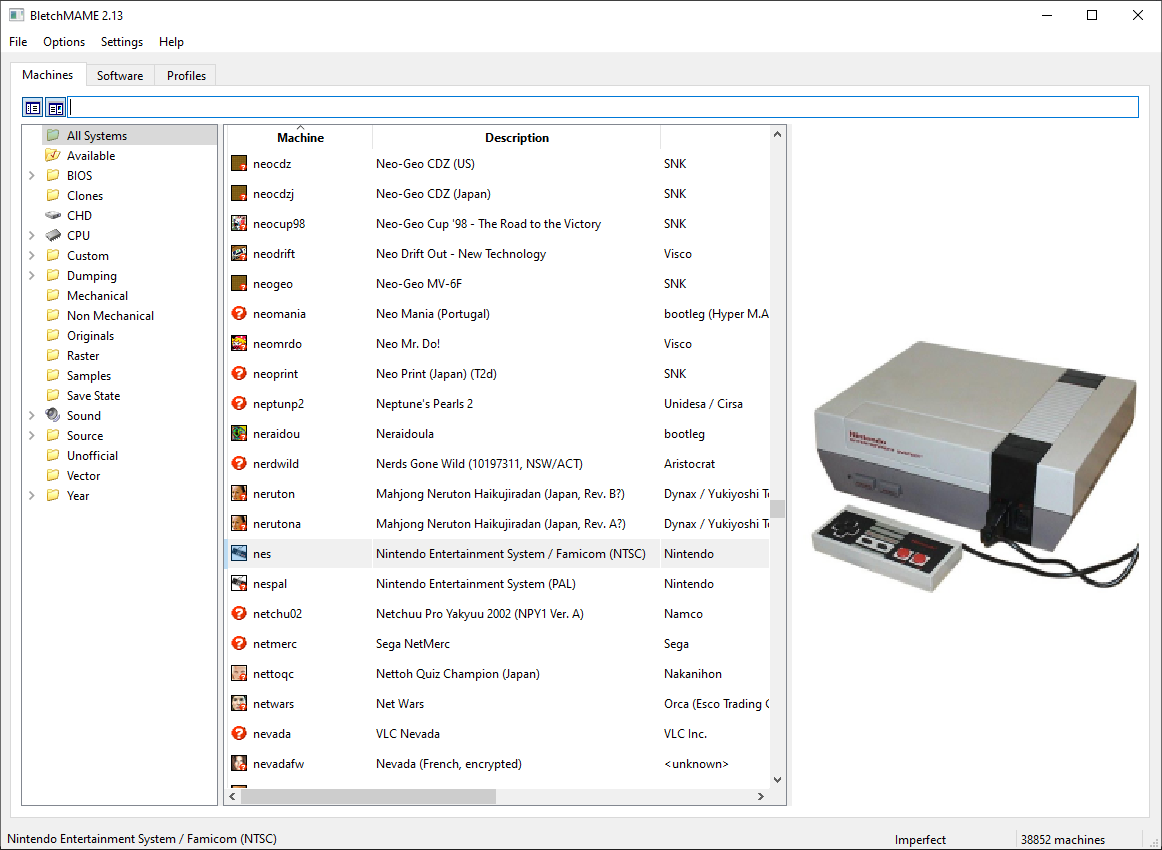 BletchMAME 2.13
File Options Settings Help
Machines Software Profiles
All Systems
Available
BIOS
Clones
CHD
CPU
Custom
Dumping
Mechanical
Non Mechanical
Originals
Raster
Samples
Save State
Sound
Source
Unofficial
Vector
Year
Machine Description
neocdz Neo-Geo CDZ (US) SNK
neocdzj Neo-Geo CDZ (Japan) SNK
neocup98 Neo-Geo Cup '98 - The Road to the Victory SNK
neodrift Neo Drift Out - New Technology Visco
neogeo Neo-Geo MV-6F SNK
neomania Neo Mania (Portugal) bootleg (Hyper M.A
neomrdo Neo Mr. Do! Visco
neoprint Neo Print (Japan) (T2d) SNK
neptunp2 Neptune's Pearls 2 Unidesa / Cirsa
neraidou Neraidoula bootleg
nerdwild Nerds Gone Wild (10197311, NSW/ACT) Aristocrat
neruton Mahjong Neruton Haikujiradan (Japan, Rev. B?) Dynax / Yukiyoshi T
nerutona Mahjong Neruton Haikujiradan (Japan, Rev. A?) Dynax / Yukiyoshi T
nes Nintendo Entertainment System / Famicom (NTSC) Nintendo
nespal Nintendo Entertainment System (PAL) Nintendo
netchu02 Netchuu Pro Yakyuu 2002 (NPY1 Ver. A) Namco
netmerc Sega NetMerc Sega
nettoqc Nettoh Quiz Champion (Japan) Nakanihon
netwars Net Wars Orca (Esco Trading
nevada VLC Nevada VLC Inc.
nevadafw Nevada (French, encrypted) <unknown>
Nintendo
Nintendo Entertainment System / Famicom (NTSC) Imperfect 38852 machines